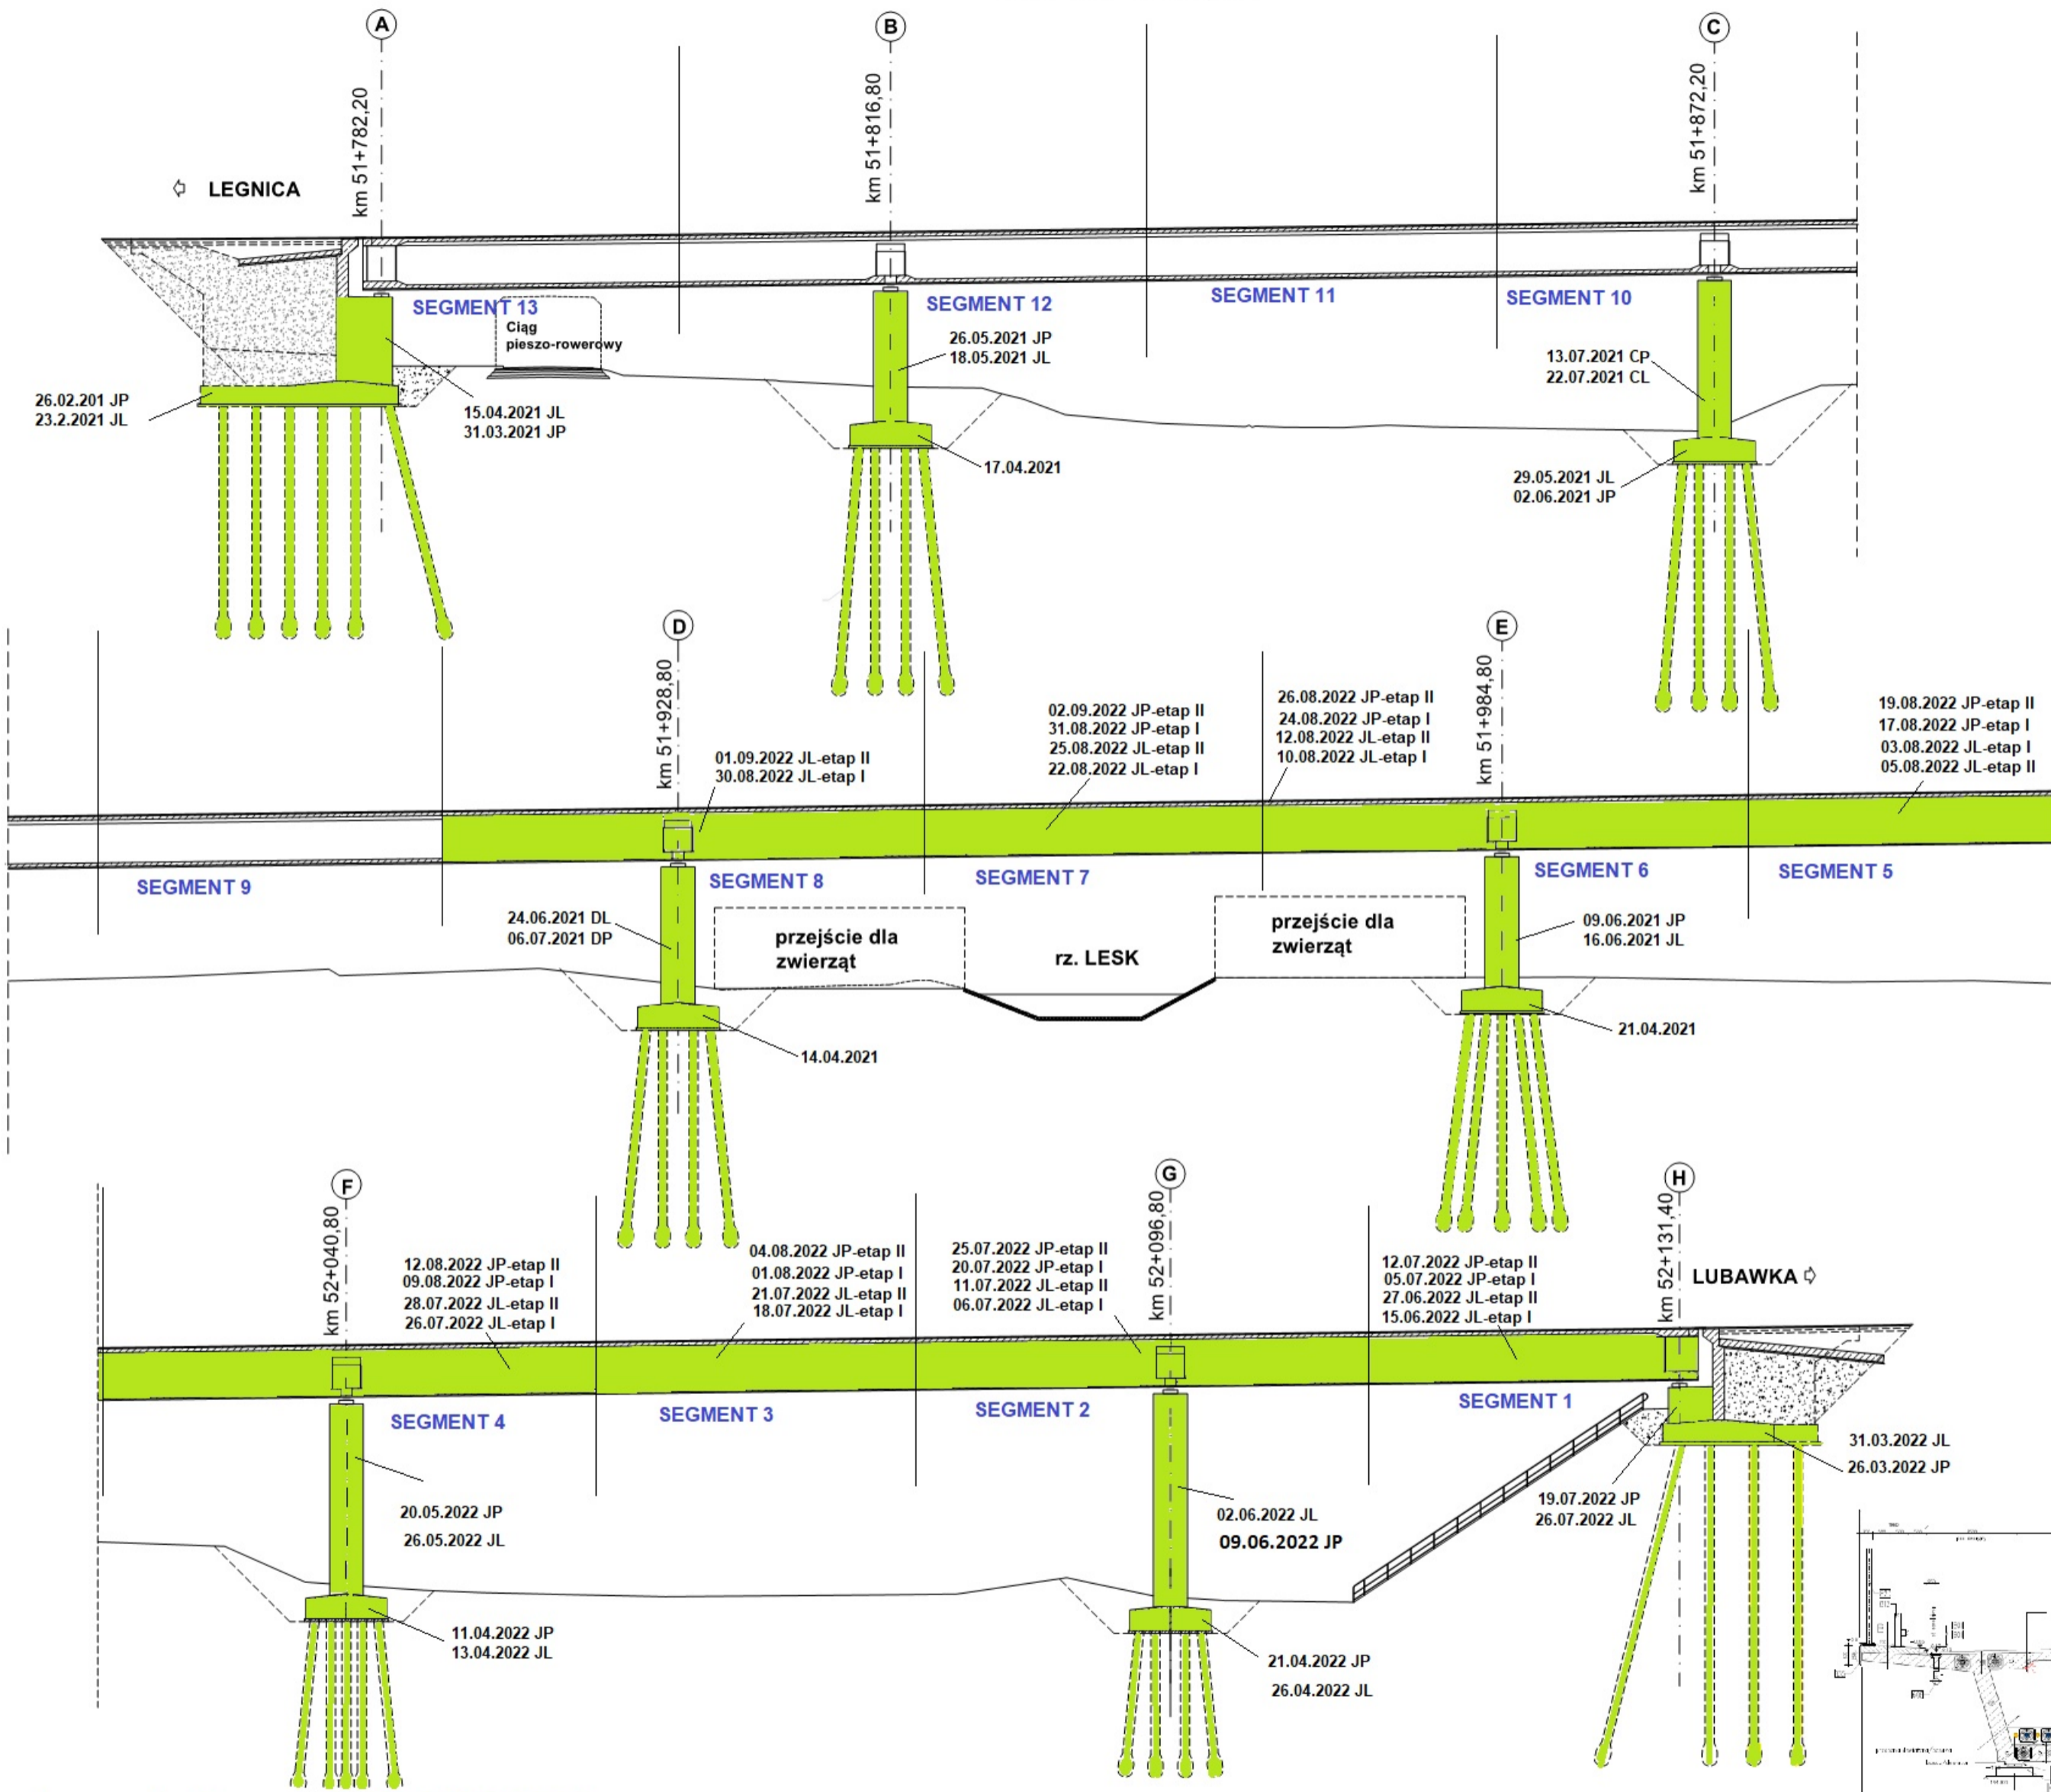 A
B
C
km 51+782,20
km 51+816,80
km 51+872,20
LEGNICA
SEGMENT 13
SEGMENT 12
SEGMENT 11
SEGMENT 10
Ciąg
pieszo-rowerowy
26.05.2021 JP
18.05.2021 JL
13.07.2021 CP
22.07.2021 CL
26.02.201 JP
23.2.2021 JL
15.04.2021 JL
31.03.2021 JP
17.04.2021
29.05.2021 JL
02.06.2021 JP
D
E
km 51+928,80
km 51+984,80
01.09.2022 JL-etap II
30.08.2022 JL-etap I
02.09.2022 JP-etap II
31.08.2022 JP-etap I
25.08.2022 JL-etap II
22.08.2022 JL-etap I
26.08.2022 JP-etap II
24.08.2022 JP-etap I
12.08.2022 JL-etap II
10.08.2022 JL-etap I
19.08.2022 JP-etap II
17.08.2022 JP-etap I
03.08.2022 JL-etap I
05.08.2022 JL-etap II
SEGMENT 9
SEGMENT 8
SEGMENT 7
SEGMENT 6
SEGMENT 5
24.06.2021 DL
06.07.2021 DP
przejście dla
zwierząt
rz. LESK
przejście dla
zwierząt
09.06.2021 JP
16.06.2021 JL
14.04.2021
21.04.2021
F
G
H
km 52+040,80
km 52+096,80
km 52+131,40
12.08.2022 JP-etap II
09.08.2022 JP-etap I
28.07.2022 JL-etap II
26.07.2022 JL-etap I
04.08.2022 JP-etap II
01.08.2022 JP-etap I
21.07.2022 JL-etap II
18.07.2022 JL-etap I
25.07.2022 JP-etap II
20.07.2022 JP-etap I
11.07.2022 JL-etap II
06.07.2022 JL-etap I
12.07.2022 JP-etap II
05.07.2022 JP-etap I
27.06.2022 JL-etap II
15.06.2022 JL-etap I
LUBAWKA
SEGMENT 4
SEGMENT 3
SEGMENT 2
SEGMENT 1
20.05.2022 JP
26.05.2022 JL
02.06.2022 JL
09.06.2022 JP
19.07.2022 JP
26.07.2022 JL
31.03.2022 JL
26.03.2022 JP
11.04.2022 JP
13.04.2022 JL
21.04.2022 JP
26.04.2022 JL